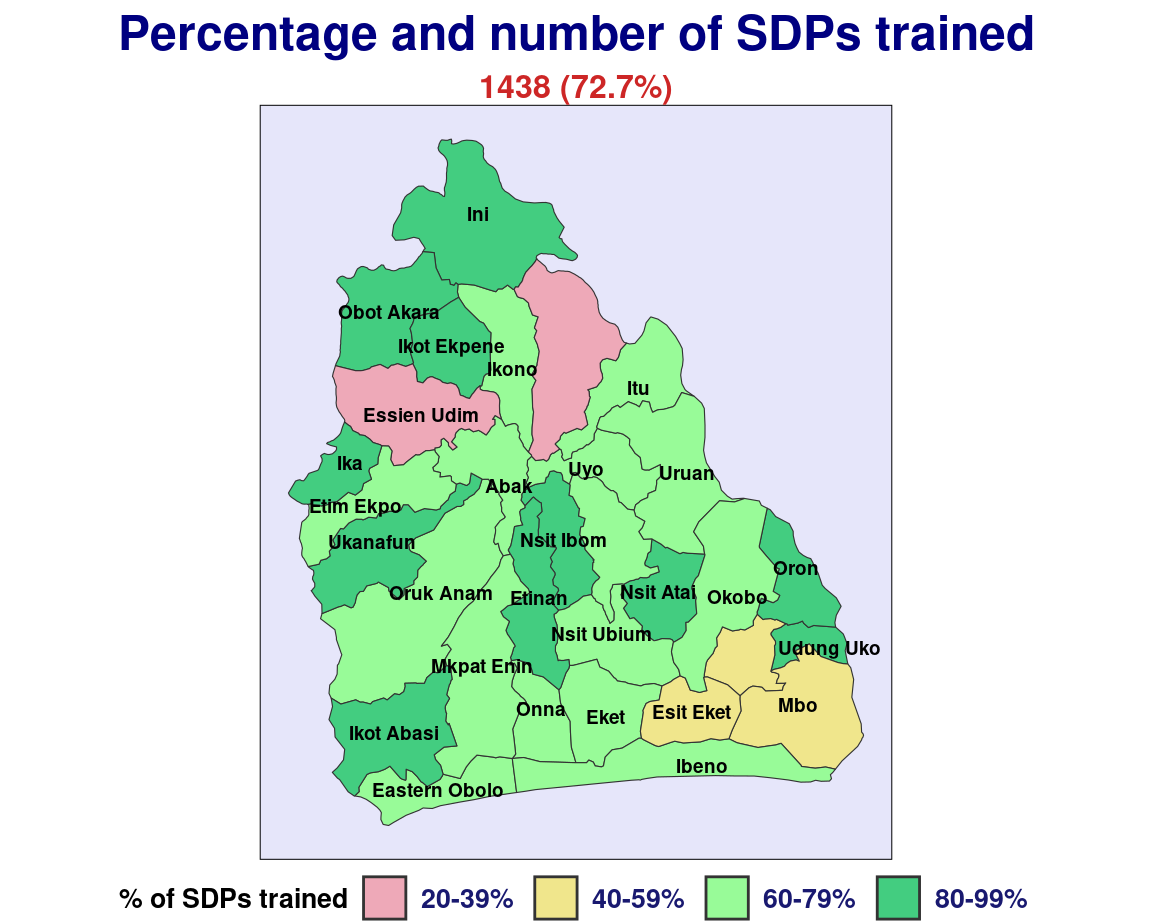 Percentage and number of SDPs trained
1438 (72.7%)
Ini
Obot Akara
Ikot Ekpene
Ikono
Itu
Essien Udim
Ika
Uyo
Uruan
Abak
Etim Ekpo
Ukanafun
Nsit Ibom
Oron
Oruk Anam
Etinan
Nsit Atai
Okobo
Nsit Ubium
Udung Uko
Mkpat Enin
Onna
Eket
Esit Eket
Mbo
Ikot Abasi
Ibeno
Eastern Obolo
% of SDPs trained 20-39% 40-59% 60-79% 80-99%